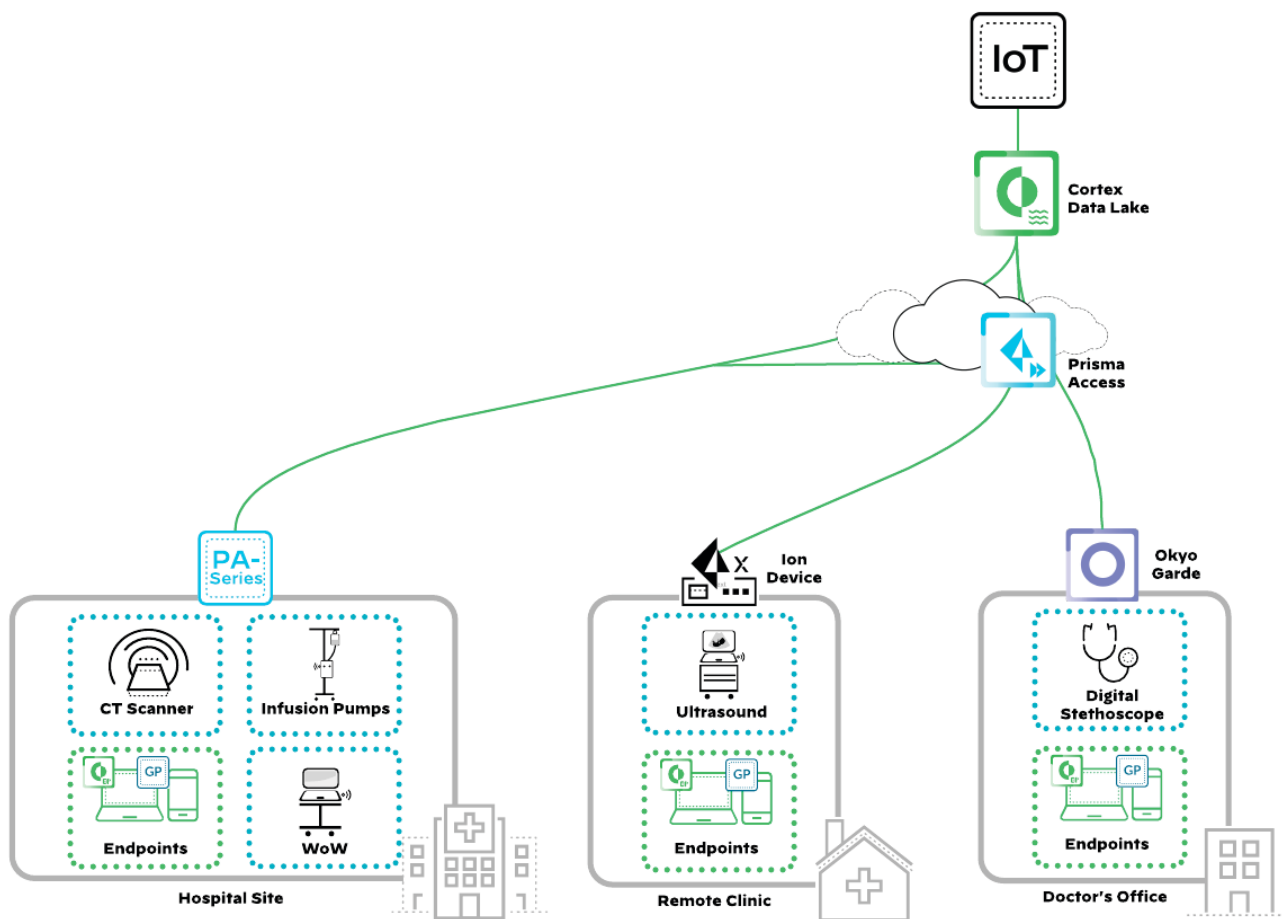 IoT
Cortex
Data Lake
Prisma
Access
PA-
Series
Ion
Device
X
Okyo
Garde
CT Scanner
Infusion Pumps
Ultrasound
Digital
Stethoscope
GP
Endpoints
WoW
GP
Endpoints
GP
Endpoints
Hospital Site
Remote Clinic
Doctor's Office